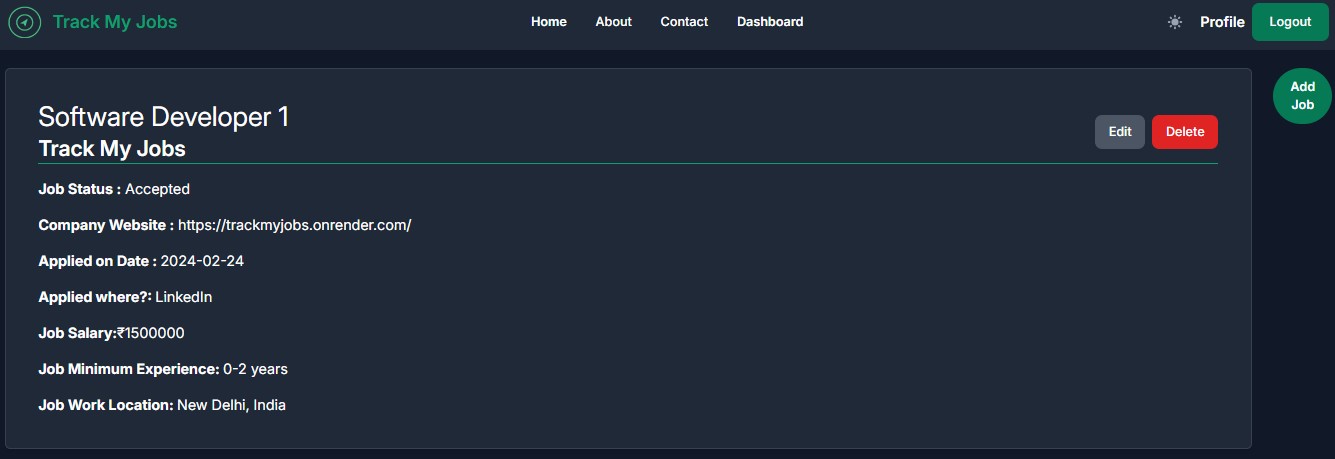 Track My Jobs
Home About Contact Dashboard
Profile Logout
Add
Job
Software Developer 1
Track My Jobs
Edit Delete
Job Status : Accepted
Company Website : https://trackmyjobs.onrender.com/
Applied on Date : 2024-02-24
Applied where?: LinkedIn
Job Salary:₹1500000
Job Minimum Experience: 0-2 years
Job Work Location: New Delhi, India